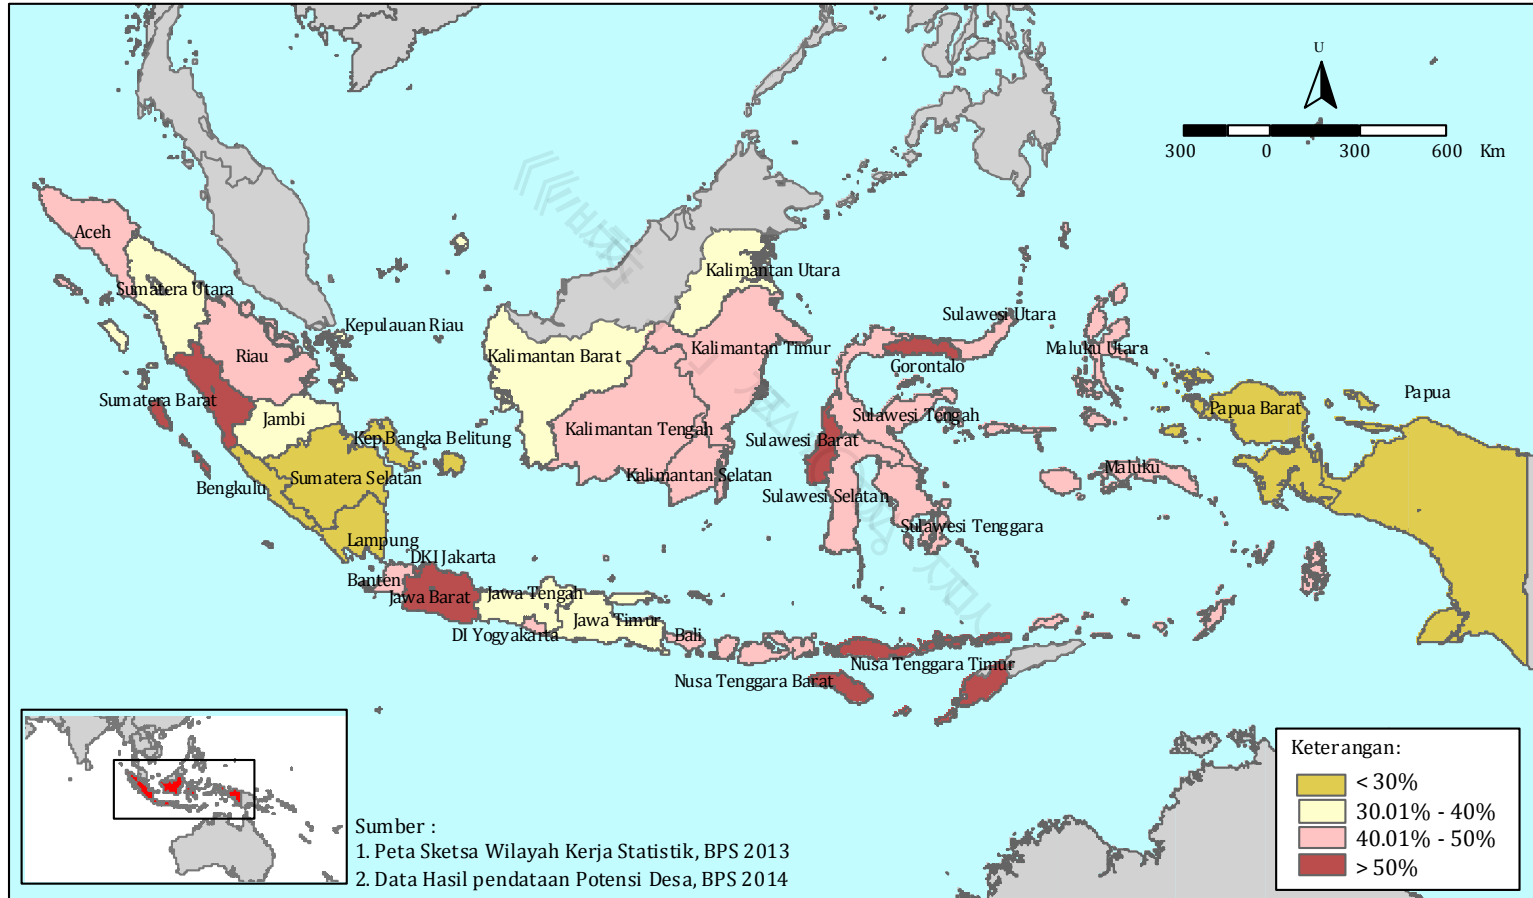 U
300 0 300 600 Km
Aceh
Sumatera Utara
Kepulauan Riau
Riau
Sumatera Barat
Jambi
Kep.Bangka Belitung
Sumatera Selatan
Bengkulu
Lampung
DKI Jakarta
Banten
Jawa Barat
Jawa Tengah
DI Yogyakarta
Jawa Timur
Bali
Nusa Tenggara Barat
Nusa Tenggara Timur
Kalimantan Utara
Kalimantan Barat
Kalimantan Timur
Kalimantan Tengah
Kalimantan Selatan
Sulawesi Utara
Gorontalo
Sulawesi Tengah
Sulawesi Barat
Sulawesi Selatan
Sulawesi Tenggara
Maluku Utara
Maluku
Papua Barat
Papua
Sumber :
1. Peta Sketsa Wilayah Kerja Statistik, BPS 2013
2. Data Hasil pendataan Potensi Desa, BPS 2014
Keterangan:
< 30%
30.01% - 40%
40.01% - 50%
> 50%